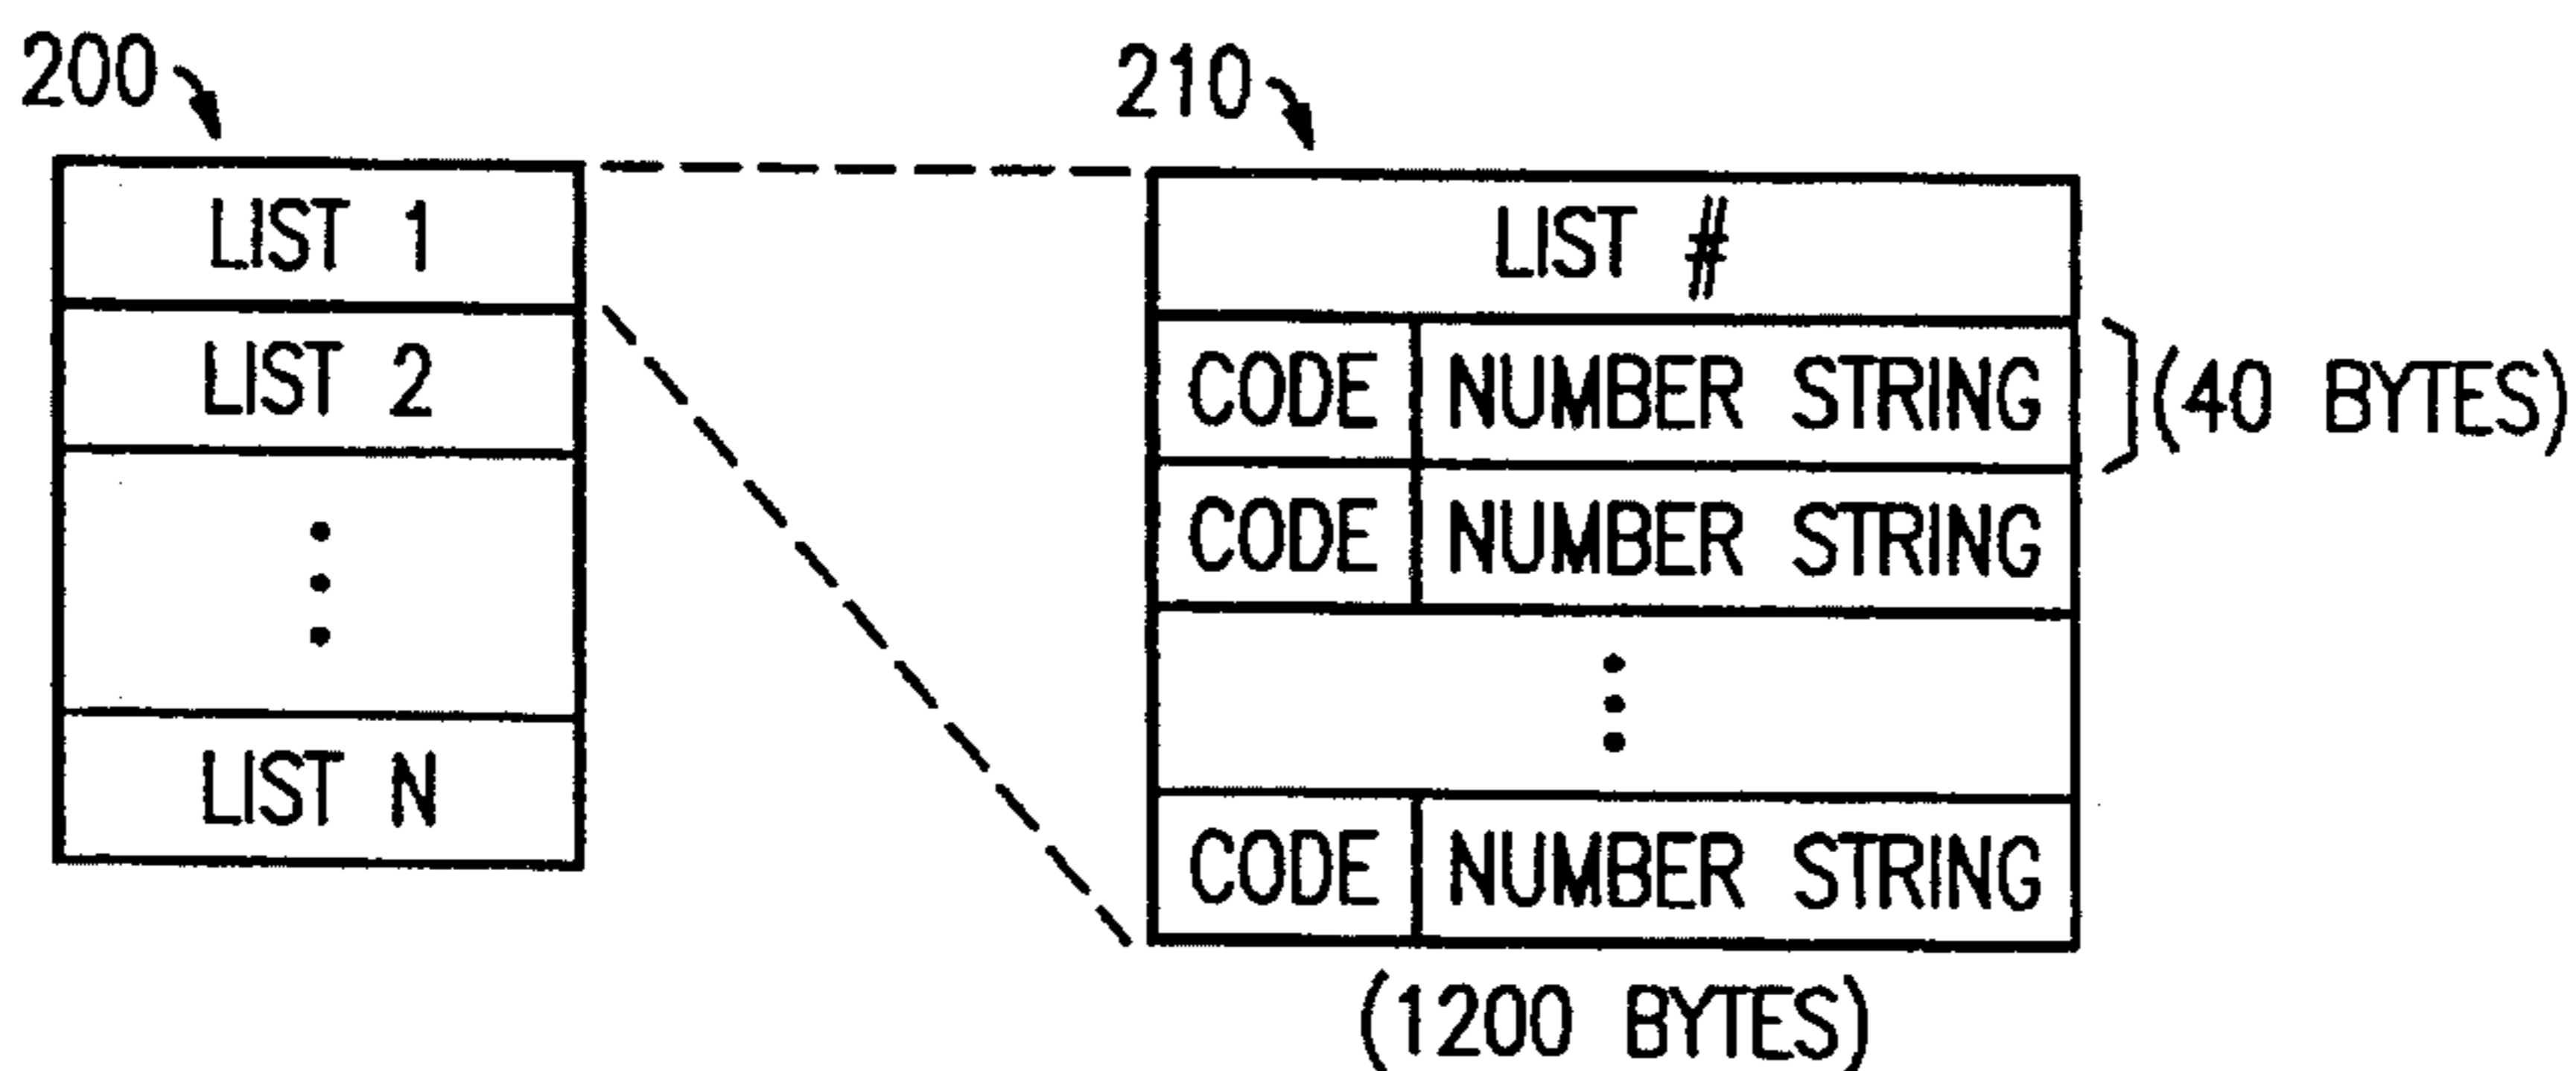 200
LIST 1
LIST 2
LIST N
210
LIST #
CODE NUMBER STRING (40 BYTES)
CODE NUMBER STRING
CODE NUMBER STRING
(1200 BYTES)